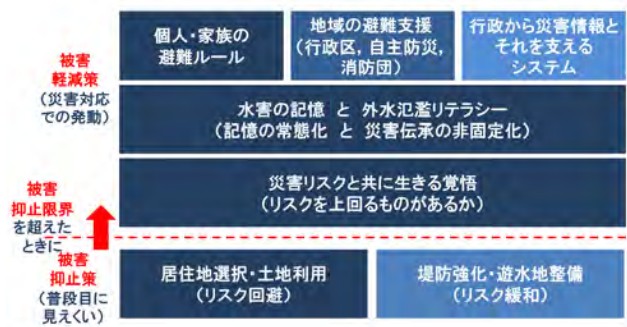 個人・家族の
避難ルール
地域の避難支援
(行政区, 自主防災,
消防団)
行政から災害情報と
それを支える
システム
被害
軽減策
(災害対応
での発動)
水害の記憶 と 外水氾濫リテラシー
(記憶の常態化 と 災害伝承の非固定化)
災害リスクと共に生きる覚悟
(リスクを上回るものがあるか)
被害
抑止限界
を超えた
ときに
被害
抑止策
(普段目に
見えくい)
居住地選択・土地利用
(リスク回避)
堤防強化・遊水地整備
(リスク緩和)